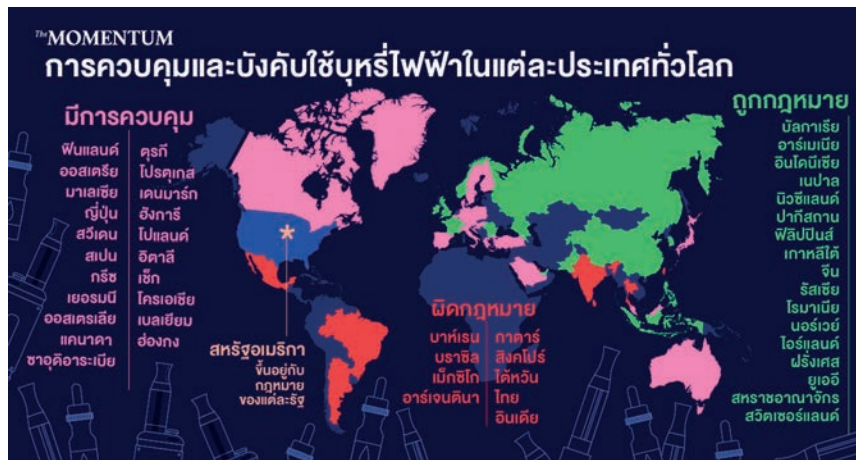 The MOMENTUM
การควบคุมและบังคับใช้บุหรี่ไฟฟ้าในแต่ละประเทศทั่วโลก
มีการควบคุม
ฟินแลนด์
ออสเตรีย
มาเลเซีย
ญี่ปุ่น
สวีเดน
สเปน
กรีซ
เยอรมนี
ออสเตรเลีย
แคนาดา
ซาอุดิอาระเบีย
ตุรกี
โปรตุเกส
เดนมาร์ก
ฮังการี
โปแลนด์
อิตาลี
เช็ก
โครเอเชีย
เบลเยียม
ฮ่องกง
*
สหรัฐอเมริกา
ขึ้นอยู่กับ
กฎหมาย
ของแต่ละรัฐ
ผิดกฎหมาย
บาห์เรน
บราซิล
เม็กซิโก
อาร์เจนตินา
กาตาร์
สิงคโปร์
ไต้หวัน
ไทย
อินเดีย
ถูกกฎหมาย
บัลกาเรีย
อาร์เมเนีย
อินโดนีเซีย
เนปาล
นิวซีแลนด์
ปากีสถาน
ฟิลิปปินส์
เกาหลีใต้
จีน
รัสเซีย
โรมาเนีย
นอร์เวย์
ไอร์แลนด์
ฝรั่งเศส
ยูเออี
สหราชอาณาจักร
สวิตเซอร์แลนด์